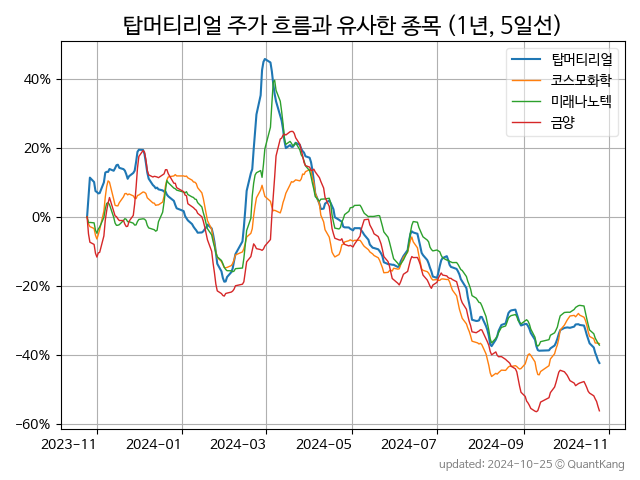 탑머티리얼 주가 흐름과 유사한 종목 (1년, 5일선)
탑머티리얼
코스모화학
미래나노텍
금양
40%
20%
0%
−20%
−40%
−60%
2023-11 2024-01 2024-03 2024-05 2024-07 2024-09 2024-11
updated: 2024-10-25 © QuantKang